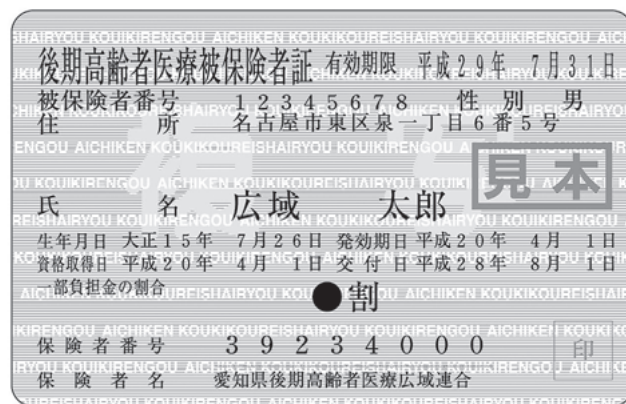 後期高齢者医療被保険者証 有効期限 平成29年 7月31日
被保険者番号 12345678 性別 男
住所 名古屋市東区泉一丁目6番5号
見本
氏名 広域 太郎
生年月日 大正15年 7月26日 発効期日 平成20年 4月 1日
資格取得日 平成20年 4月 1日 交付日 平成28年 8月 1日
一部負担金の割合
●割
保険者番号 39234000
印
保険者名 愛知県後期高齢者医療広域連合